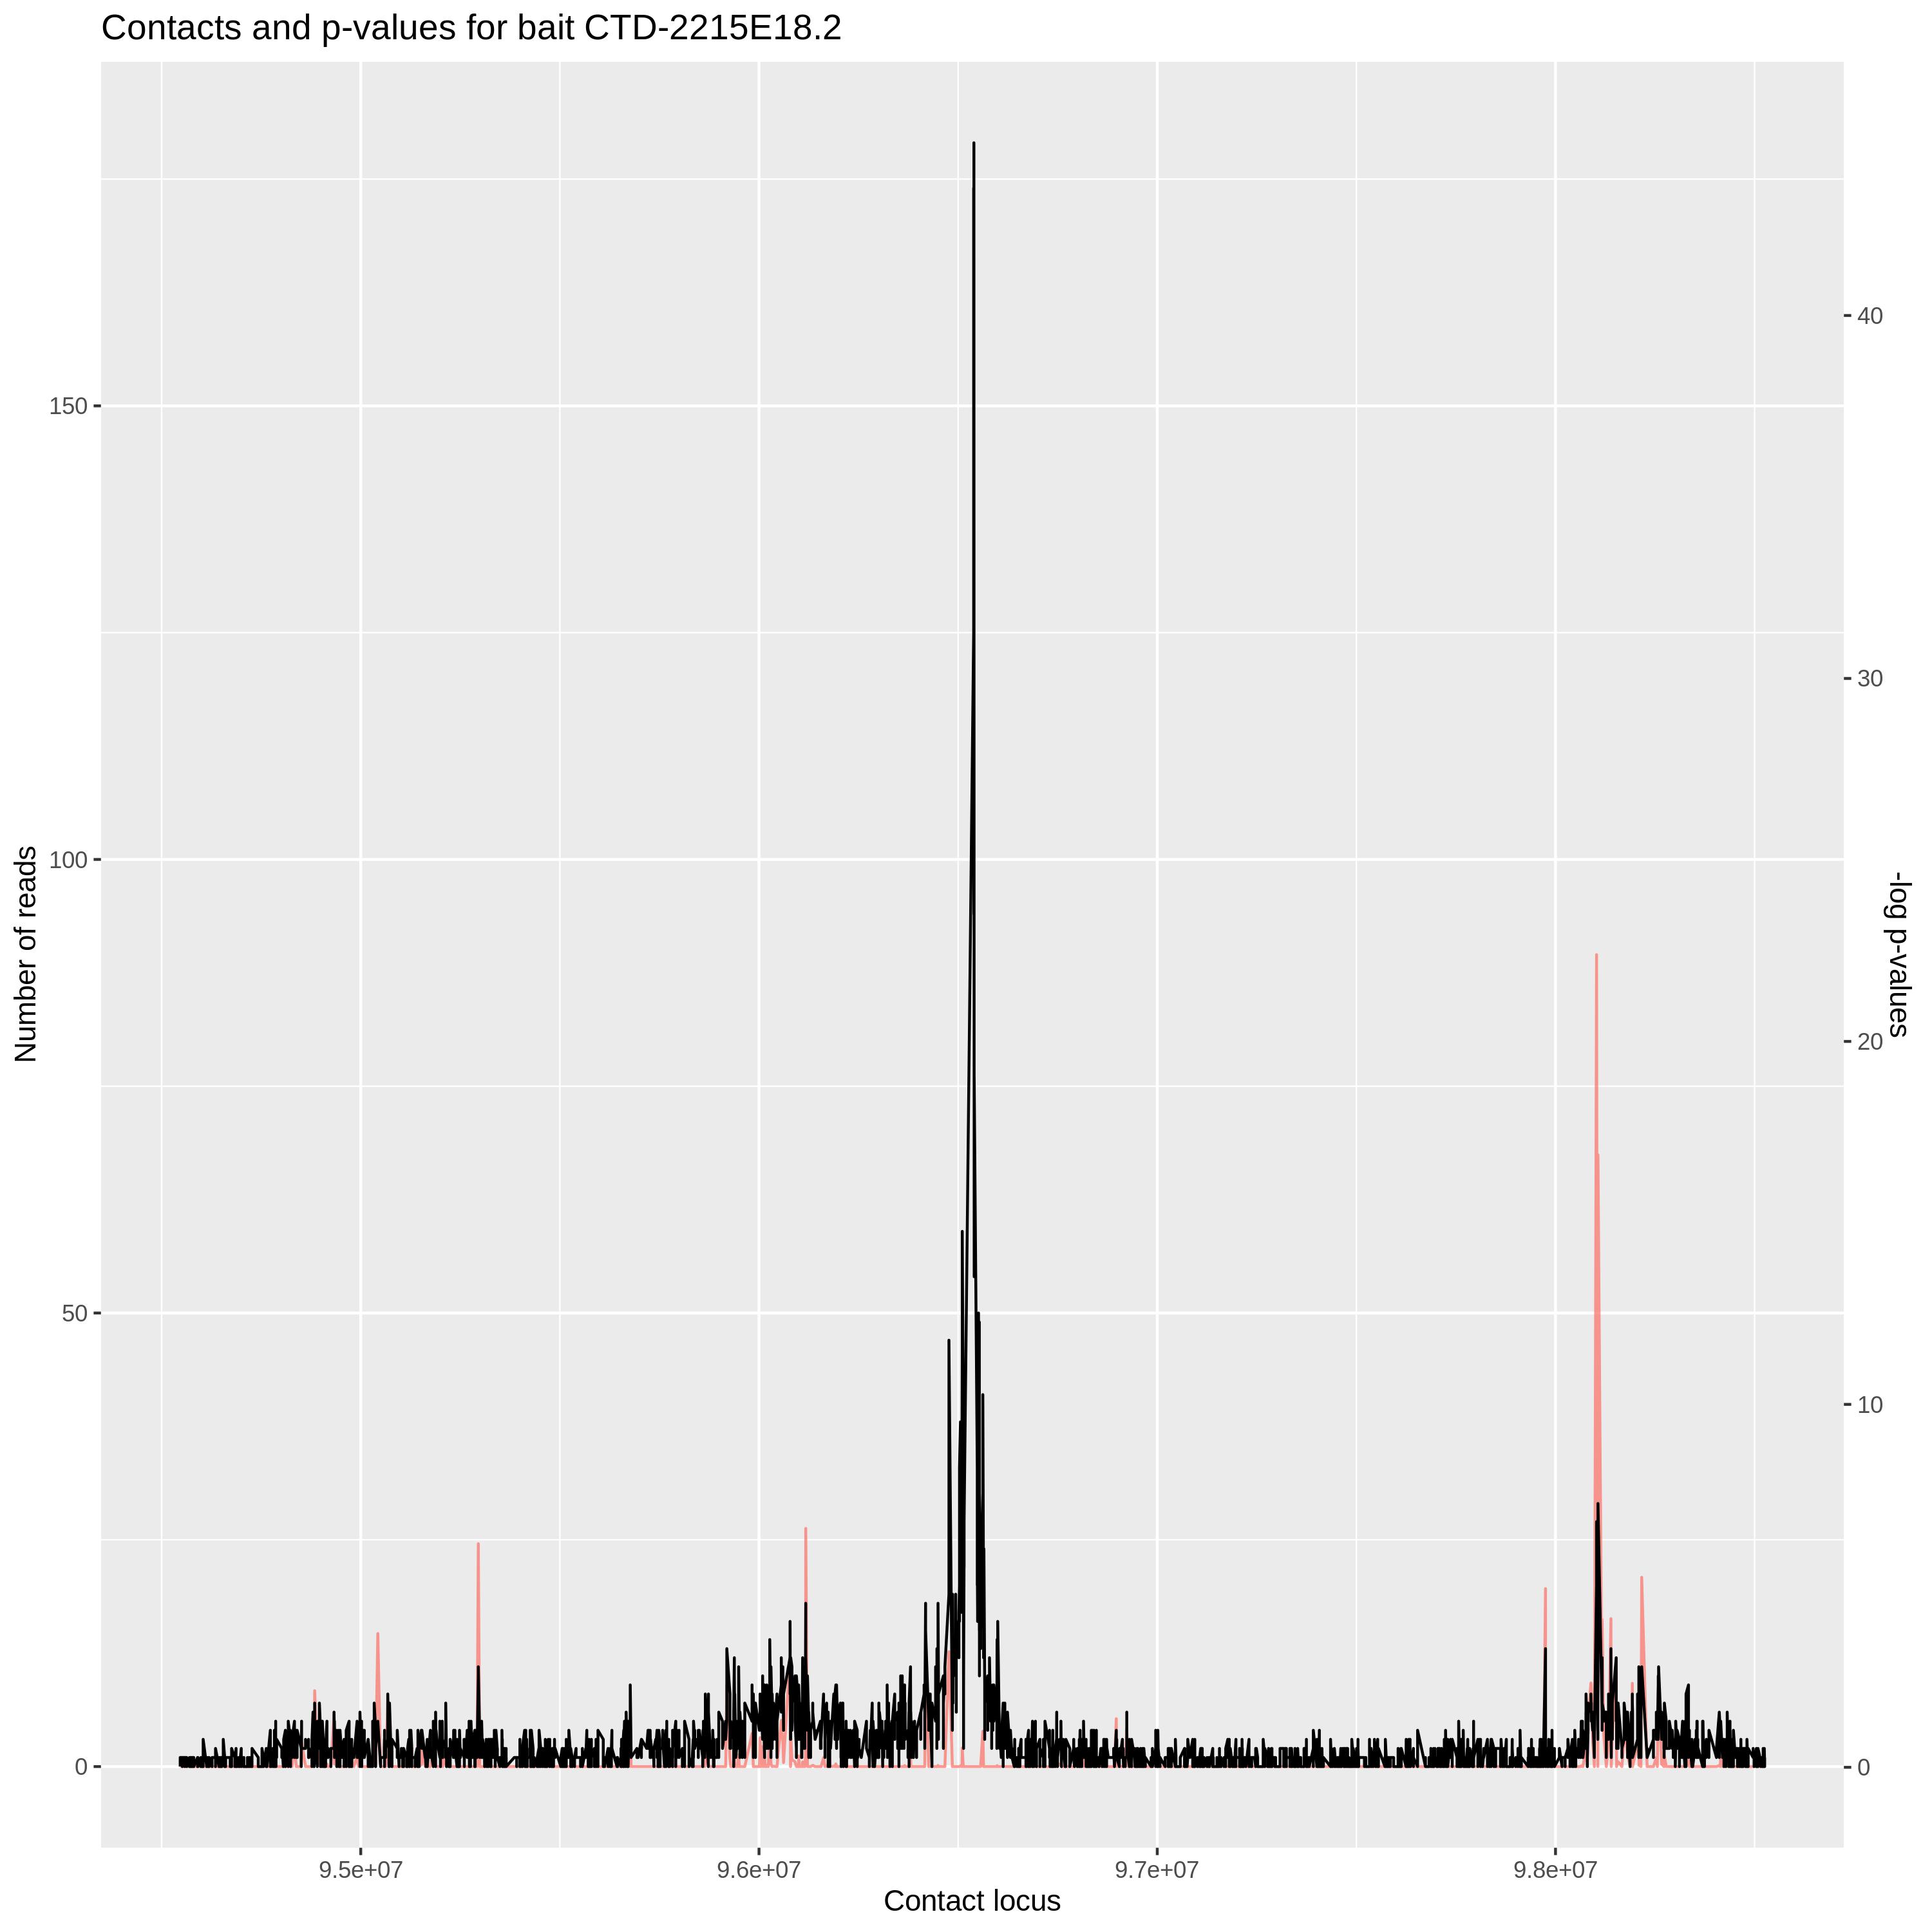 Contacts and p-values for bait CTD-2215E18.2
Number of reads
150
100
50
0
40
30
20
10
0
-log p-values
9.5e+07 9.6e+07 9.7e+07 9.8e+07
Contact locus